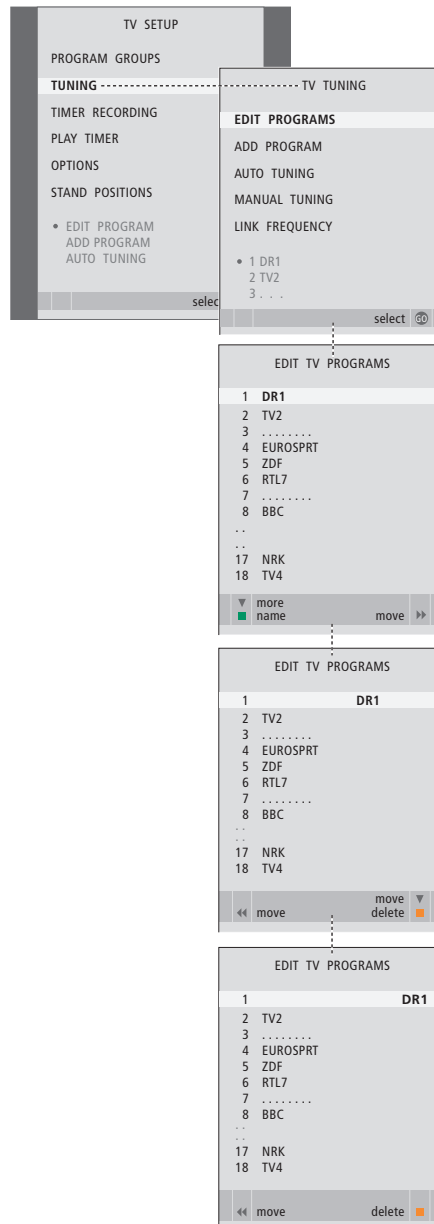 TV SETUP
PROGRAM GROUPS
TUNING
TIMER RECORDING
PLAY TIMER
OPTIONS
STAND POSITIONS
• EDIT PROGRAM
ADD PROGRAM
AUTO TUNING
selec
TV TUNING
EDIT PROGRAMS
ADD PROGRAM
AUTO TUNING
MANUAL TUNING
LINK FREQUENCY
• 1 DR1
2 TV2
3 . . .
select GO
EDIT TV PROGRAMS
1 DR1
2 TV2
3 ........
4 EUROSPRT
5 ZDF
6 RTL7
7 ........
8 BBC
..
..
17 NRK
18 TV4
▼ more
■ name move ▶▶
EDIT TV PROGRAMS
1 DR1
2 TV2
3 ........
4 EUROSPRT
5 ZDF
6 RTL7
7 ........
8 BBC
..
..
17 NRK
18 TV4
move ▼
◀◀ move delete ■
EDIT TV PROGRAMS
1 DR1
2 TV2
3 ........
4 EUROSPRT
5 ZDF
6 RTL7
7 ........
8 BBC
..
..
17 NRK
18 TV4
◀◀ move delete ■